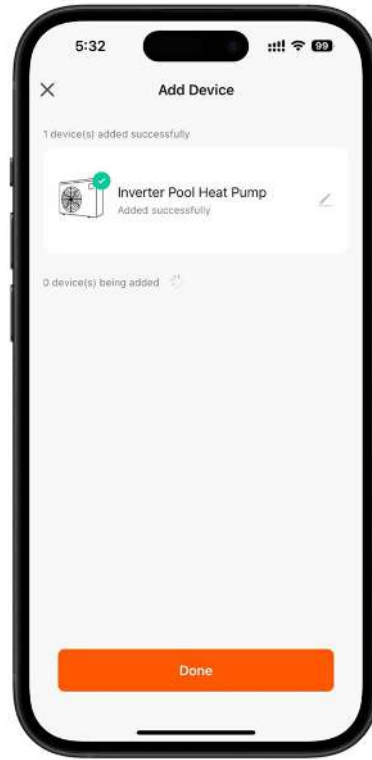 5:32
99
Add Device
1 device(s) added successfully
Inverter Pool Heat Pump
Added successfully
0 device(s) being added
Done